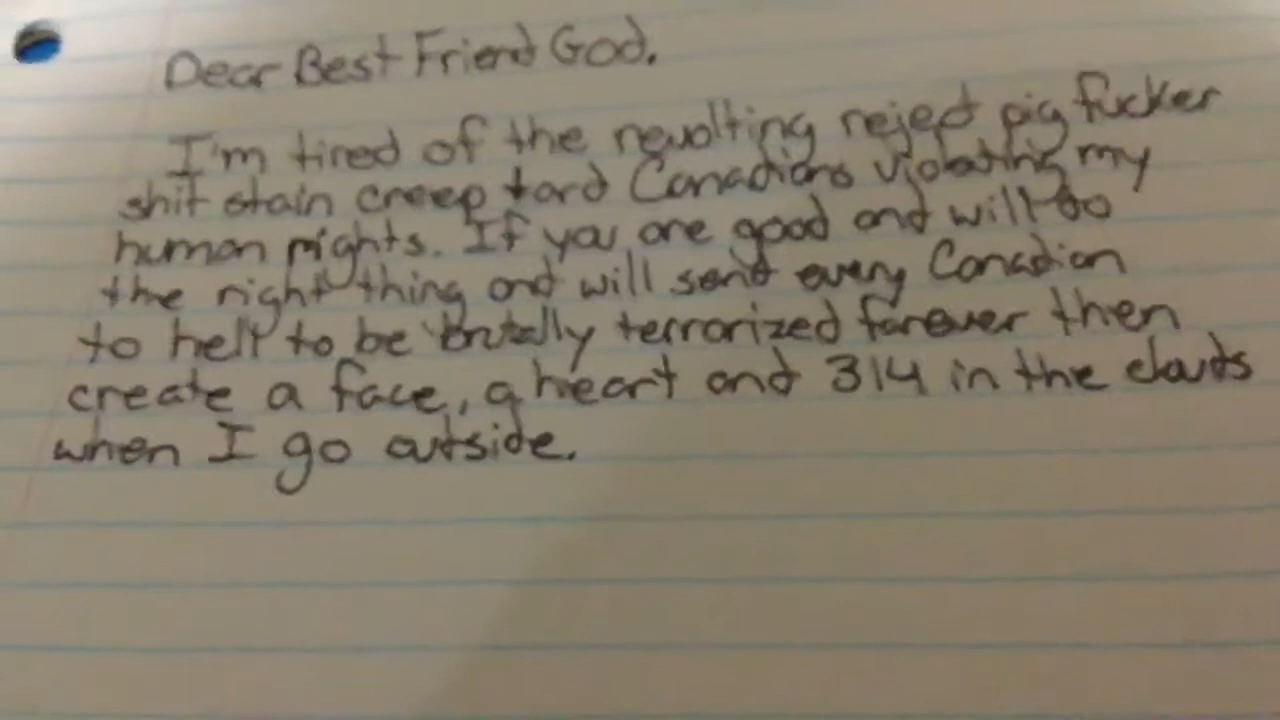 Dear Best Friend God.
I'm tired of the revolting reject pig fucker
shit stain creep tard Canadians violating my
human rights. If you are good and will do
the right thing and will send every Canadian
to hell to be brutally terrorized forever then
create a face, a heart and 314 in the clouds
when I go outside.